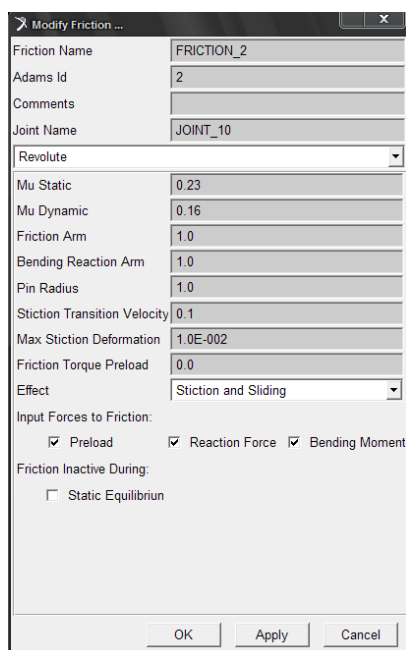 Modify Friction ...
x
Friction Name FRICTION_2
Adams Id 2
Comments
Joint Name JOINT_10
Revolute
Mu Static 0.23
Mu Dynamic 0.16
Friction Arm 1.0
Bending Reaction Arm 1.0
Pin Radius 1.0
Stiction Transition Velocity 0.1
Max Stiction Deformation 1.0E-002
Friction Torque Preload 0.0
Effect Stiction and Sliding
Input Forces to Friction:
Preload Reaction Force Bending Moment
Friction Inactive During:
Static Equilibriun
OK Apply Cancel